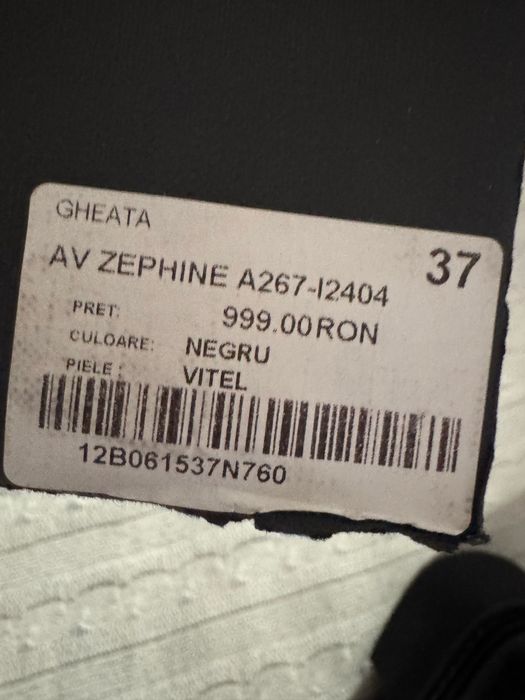 GHEATA
37
AV ZEPHINE A267-I2404
PRET: 999.00RON
CULOARE: NEGRU
PIELE : VITEL
12B061537N760